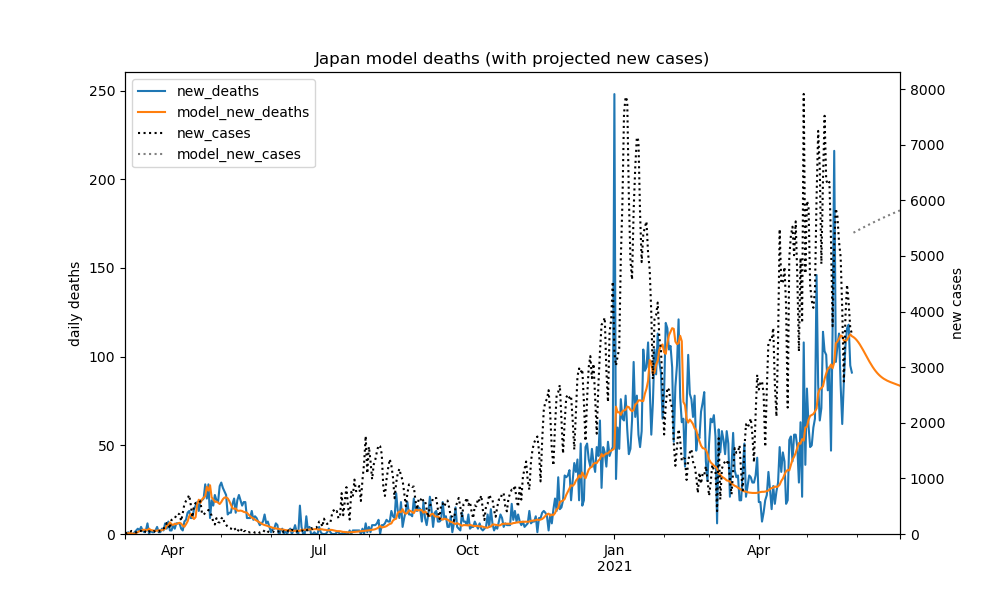 Japan model deaths (with projected new cases)
new_deaths
model_new_deaths
new_cases
model_new_cases
daily deaths
new cases
250
200
150
100
50
0
8000
7000
6000
5000
4000
3000
2000
1000
0
Apr
Jul
Oct
Jan
2021
Apr